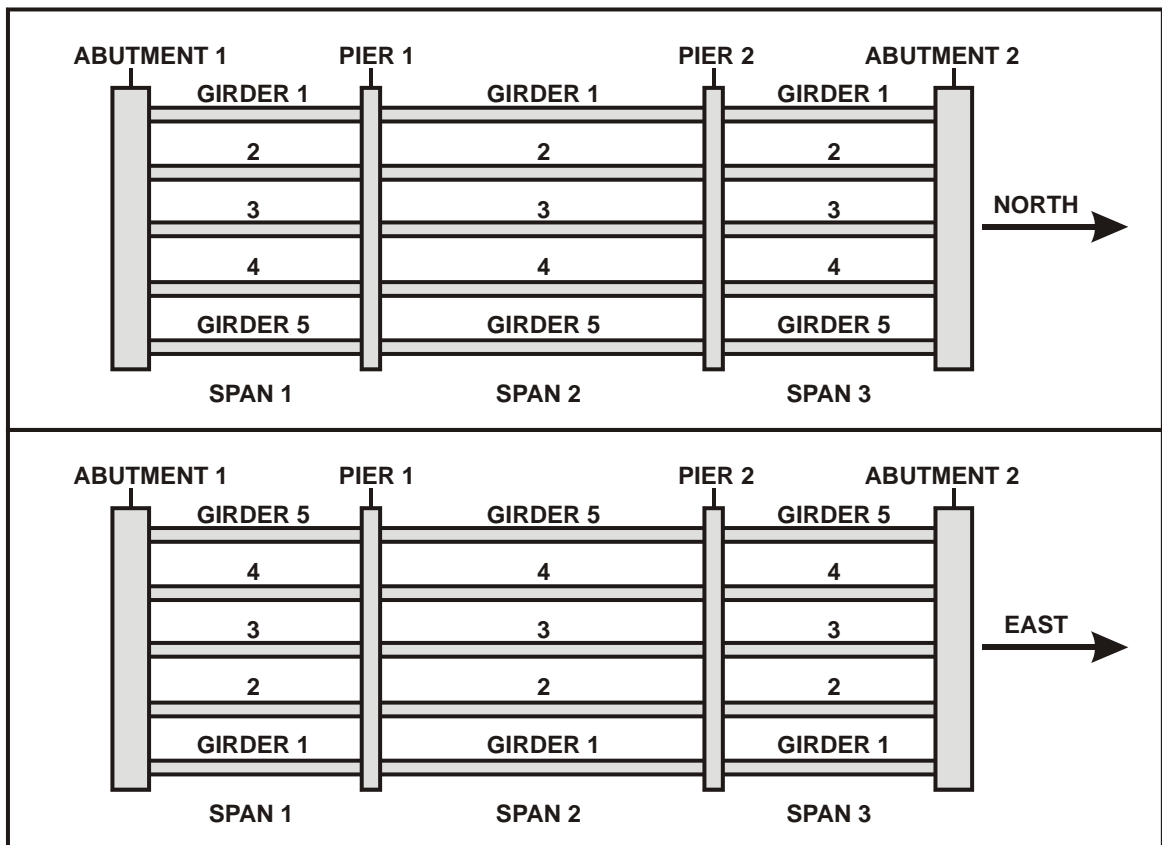 ABUTMENT 1 PIER 1 PIER 2 ABUTMENT 2
GIRDER 1 GIRDER 1 GIRDER 1
2 2 2
3 3 3
NORTH
4 4 4
GIRDER 5 GIRDER 5 GIRDER 5
SPAN 1 SPAN 2 SPAN 3
ABUTMENT 1 PIER 1 PIER 2 ABUTMENT 2
GIRDER 5 GIRDER 5 GIRDER 5
4 4 4
3 3 3
EAST
2 2 2
GIRDER 1 GIRDER 1 GIRDER 1
SPAN 1 SPAN 2 SPAN 3